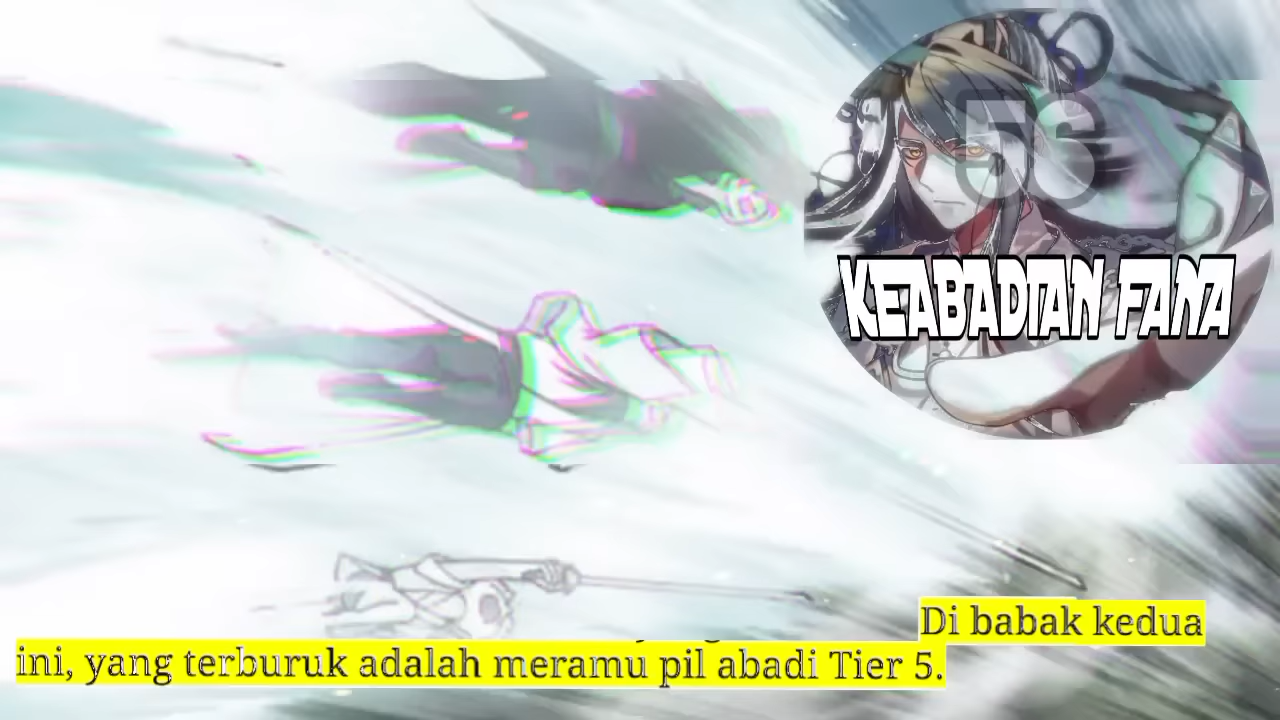 KEABADIAN FANA
Di babak kedua
ini, yang terburuk adalah meramu pil abadi Tier 5.